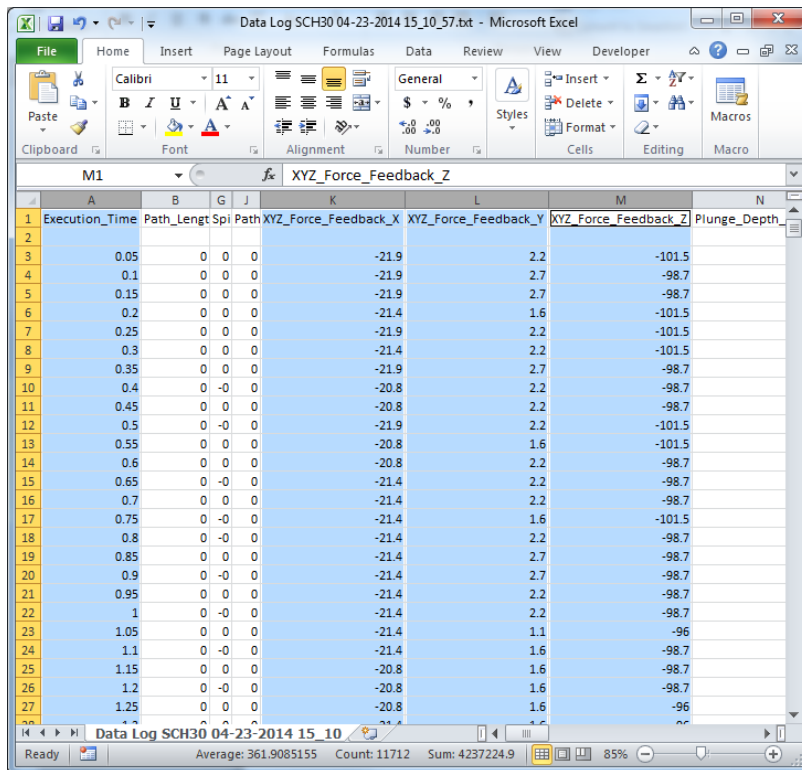 Data Log SCH30 04-23-2014 15_10_57.txt - Microsoft Excel
File Home Insert Page Layout Formulas Data Review View Developer
Paste
Calibri 11
B I U A A
General
$ % ,
.00 .0
Styles
Insert
Delete
Format
Σ
Macros
Clipboard Font Alignment Number Cells Editing Macro
M1 fx XYZ_Force_Feedback_Z
A B G J K L M N
1 Execution_Time Path_Lengt Spi Path XYZ_Force_Feedback_X XYZ_Force_Feedback_Y XYZ_Force_Feedback_Z Plunge_Depth_
2
3 0.05 0 0 0 -21.9 2.2 -101.5
4 0.1 0 0 0 -21.9 2.7 -98.7
5 0.15 0 0 0 -21.9 2.7 -98.7
6 0.2 0 0 0 -21.4 1.6 -101.5
7 0.25 0 0 0 -21.9 2.2 -101.5
8 0.3 0 0 0 -21.4 2.2 -101.5
9 0.35 0 0 0 -21.9 2.7 -98.7
10 0.4 0 -0 0 -20.8 2.2 -98.7
11 0.45 0 0 0 -20.8 2.2 -98.7
12 0.5 0 -0 0 -21.9 2.2 -101.5
13 0.55 0 0 0 -20.8 1.6 -101.5
14 0.6 0 0 0 -20.8 2.2 -98.7
15 0.65 0 -0 0 -21.4 2.2 -98.7
16 0.7 0 0 0 -21.4 2.2 -98.7
17 0.75 0 -0 0 -21.4 1.6 -101.5
18 0.8 0 -0 0 -21.4 2.2 -98.7
19 0.85 0 0 0 -21.4 2.7 -98.7
20 0.9 0 -0 0 -21.4 2.7 -98.7
21 0.95 0 0 0 -21.4 2.2 -98.7
22 1 0 -0 0 -21.4 2.2 -98.7
23 1.05 0 0 0 -21.4 1.1 -96
24 1.1 0 -0 0 -21.4 1.6 -98.7
25 1.15 0 0 0 -20.8 1.6 -98.7
26 1.2 0 -0 0 -20.8 1.6 -98.7
27 1.25 0 0 0 -20.8 1.6 -96
Data Log SCH30 04-23-2014 15_10
Ready Average: 361.9085155 Count: 11712 Sum: 4237224.9 85%